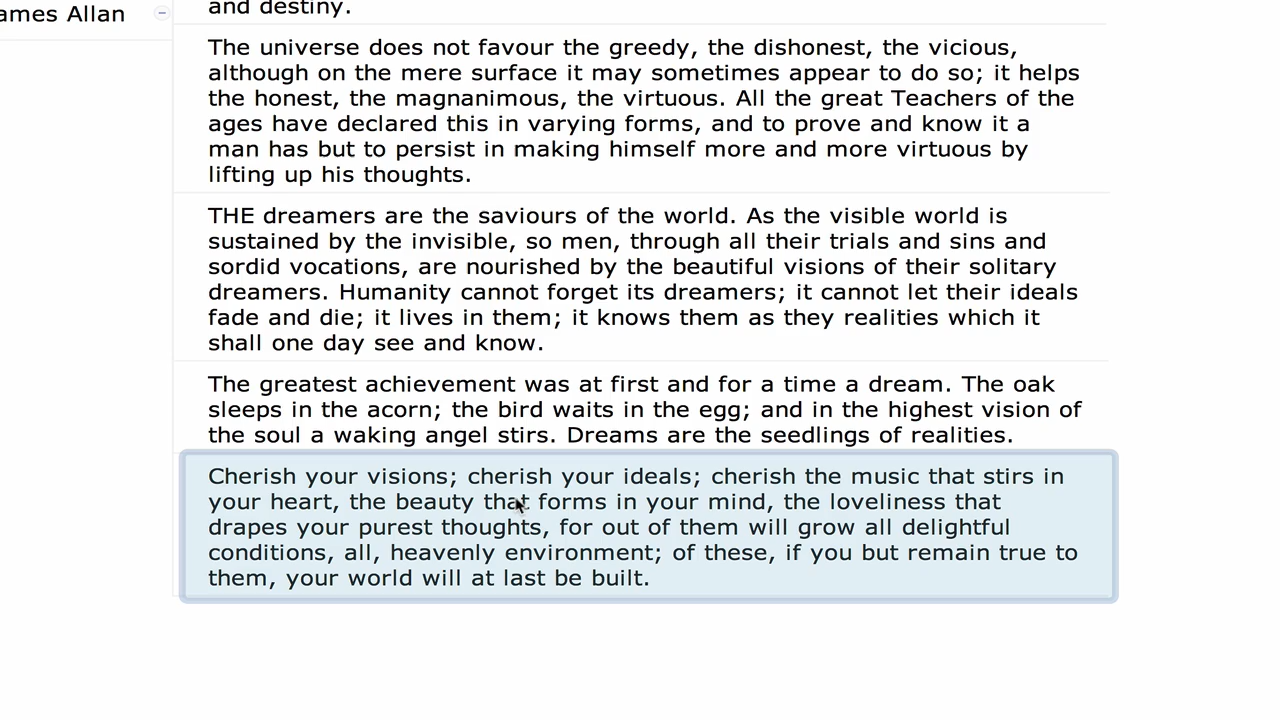 and destiny.
ames Allan
The universe does not favour the greedy, the dishonest, the vicious,
although on the mere surface it may sometimes appear to do so; it helps
the honest, the magnanimous, the virtuous. All the great Teachers of the
ages have declared this in varying forms, and to prove and know it a
man has but to persist in making himself more and more virtuous by
lifting up his thoughts.
THE dreamers are the saviours of the world. As the visible world is
sustained by the invisible, so men, through all their trials and sins and
sordid vocations, are nourished by the beautiful visions of their solitary
dreamers. Humanity cannot forget its dreamers; it cannot let their ideals
fade and die; it lives in them; it knows them as they realities which it
shall one day see and know.
The greatest achievement was at first and for a time a dream. The oak
sleeps in the acorn; the bird waits in the egg; and in the highest vision of
the soul a waking angel stirs. Dreams are the seedlings of realities.
Cherish your visions; cherish your ideals; cherish the music that stirs in
your heart, the beauty that forms in your mind, the loveliness that
drapes your purest thoughts, for out of them will grow all delightful
conditions, all, heavenly environment; of these, if you but remain true to
them, your world will at last be built.